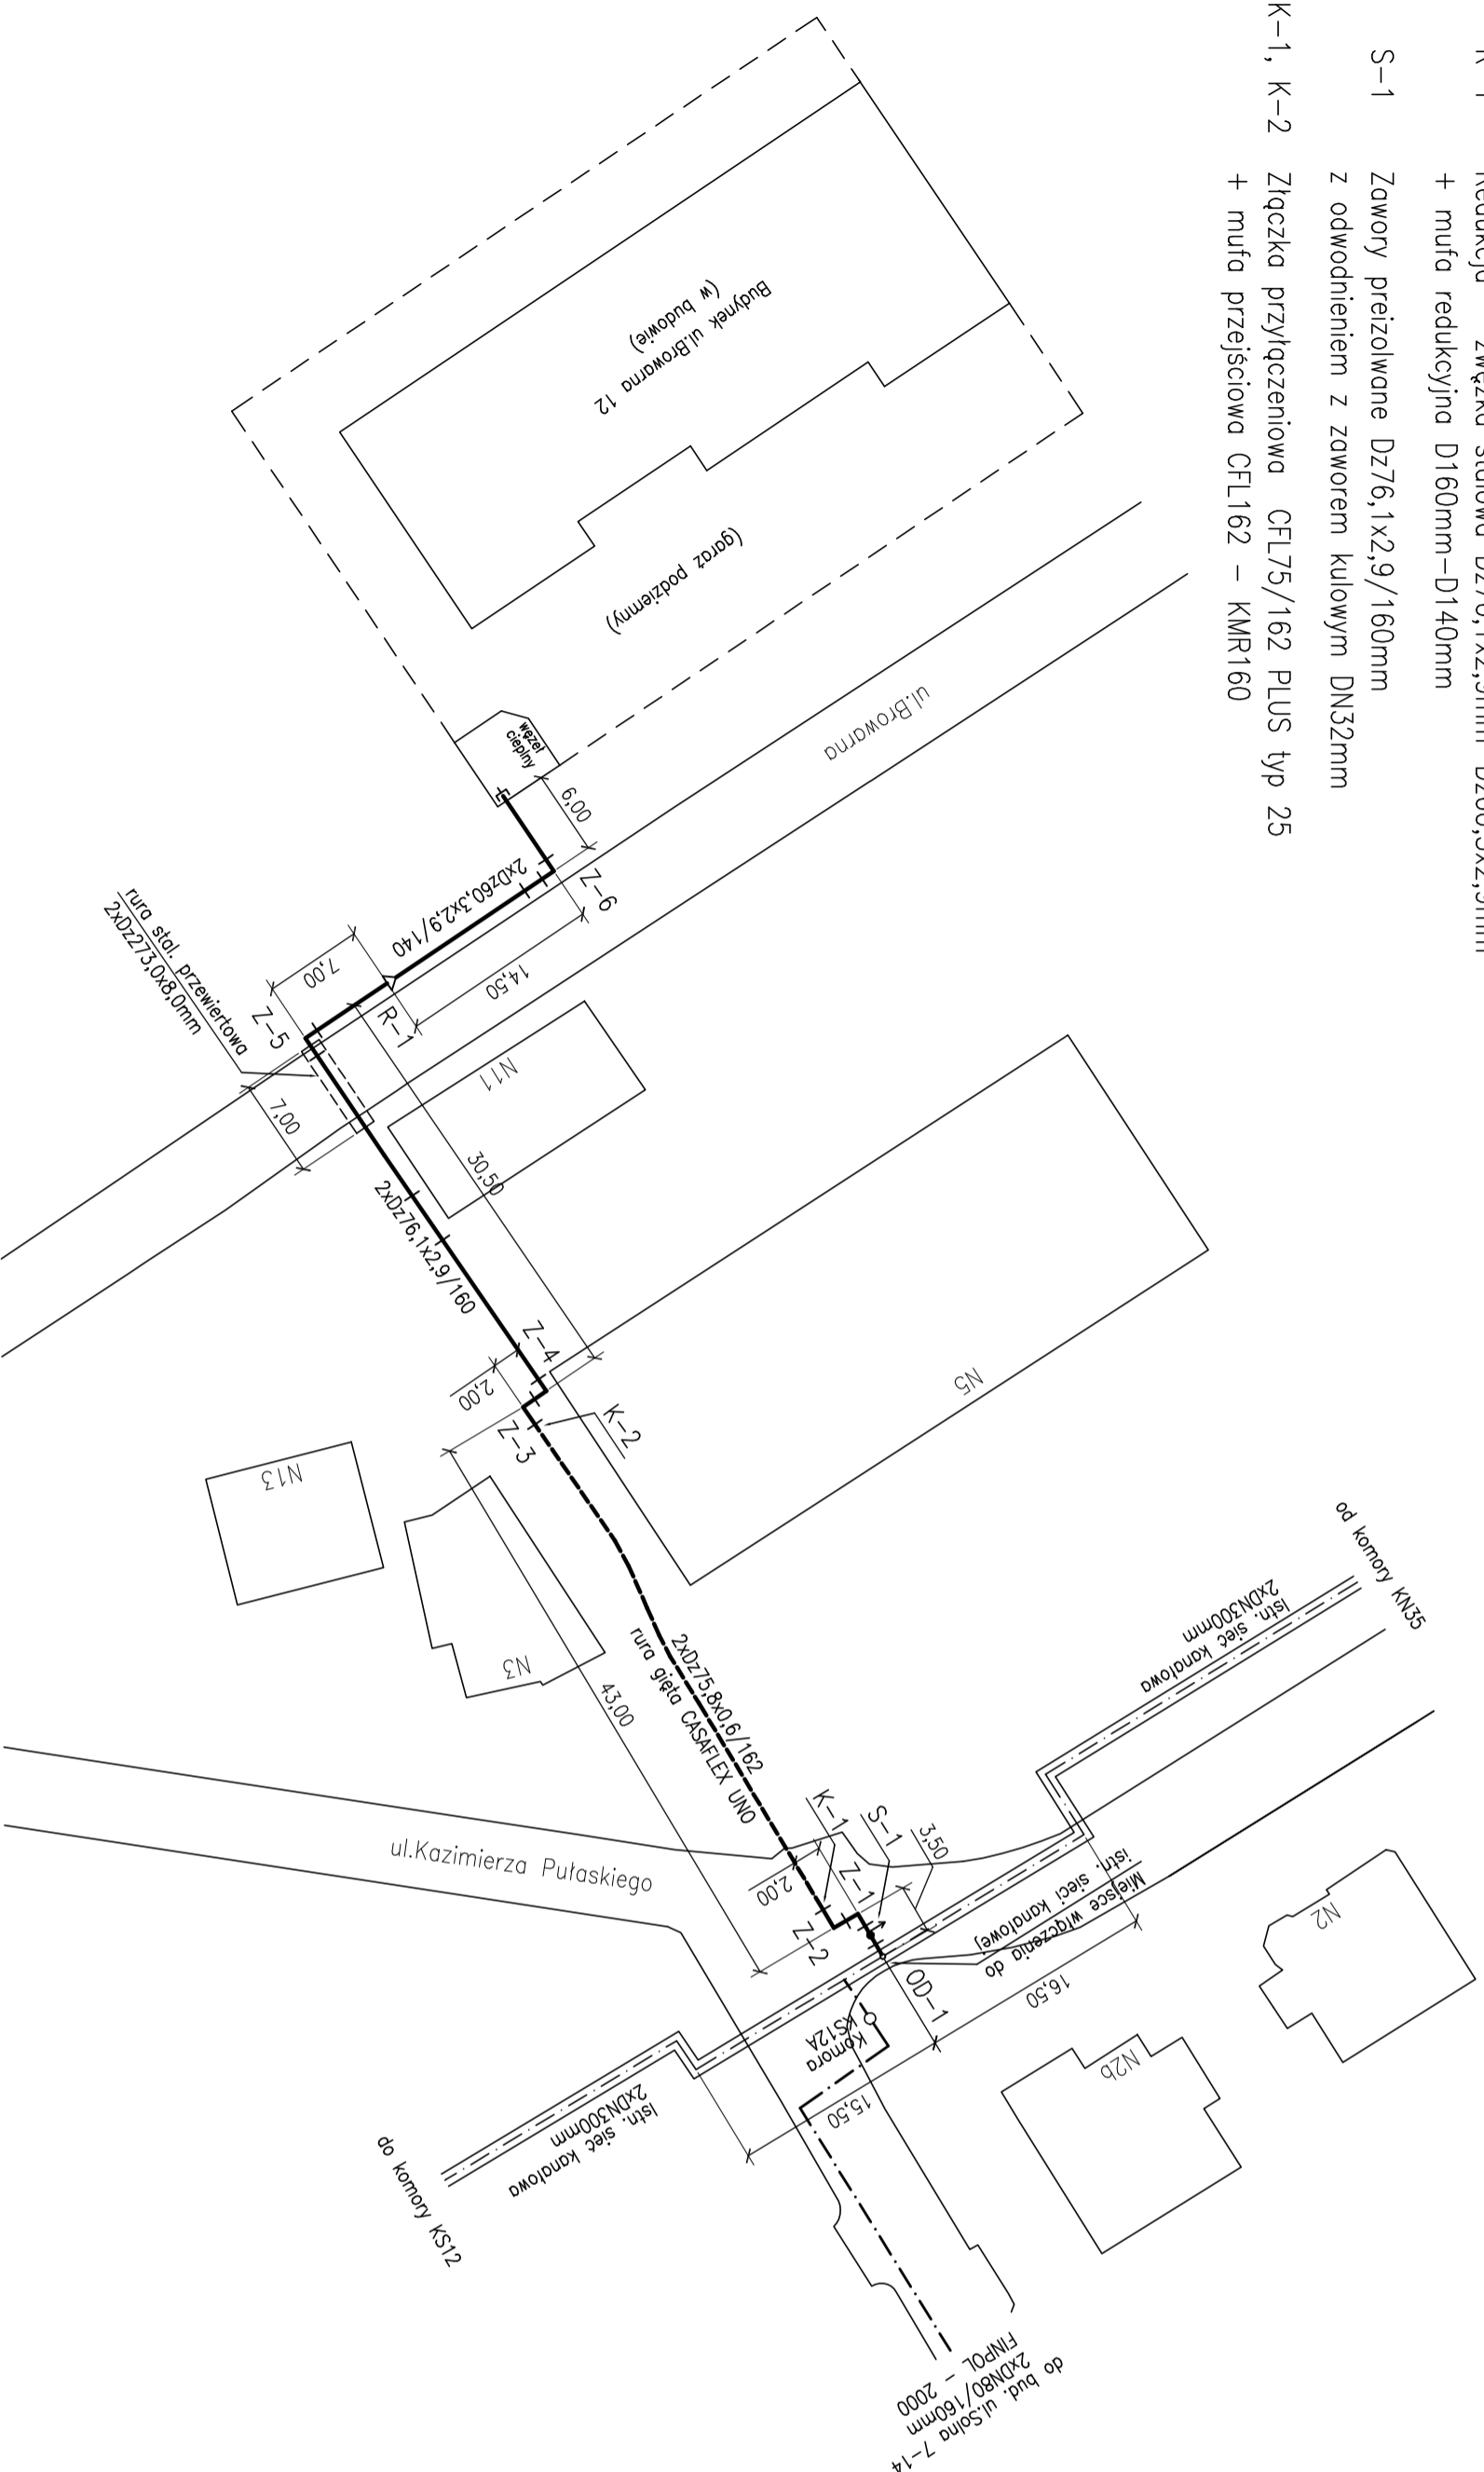 + mufa redukcyjna D160mm-D140mm
S-1 Zawory preizolwane Dz76,1x2,9/160mm
z odwodnieniem z zaworem kulowym DN32mm
K-1, K-2 Złączka przyłączeniowa CFL75/162 PLUS typ 25
+ mufa przejściowa CFL162 - KMR160
Budynek ul.Browarna 12
(w budowie)
(garaż podziemny)
ul.Browarna
węzeł
cieplny
6,00
Z-6
2xDz60,3x2,9/140
14,50
7,00
R-1
Z-5
rura stal. przewiertowa
2xDz273,0x8,0mm
7,00
N11
30,50
2xDz76,1x2,9/160
Z-4
2,00
Z-3
K-2
N5
N13
N3
43,00
2xDz75,8x0,6/162
rura gięta CASAFLEX UNO
ul.Kazimierza Pułaskiego
K-1
S-1
3,50
Z-1
2,00
Z-2
OD-1
od komory KN35
Istn. sieć kanałowa
2xDN300mm
Miejsce włączenia do
istr. sieci kanałowej
16,50
N2
N2b
Komora
KS12A
15,50
Istn. sieć kanałowa
2xDN300mm
do komory KS12
do bud. ul.Solna 7-14
2xDN80/160mm
FINPOL - 2000